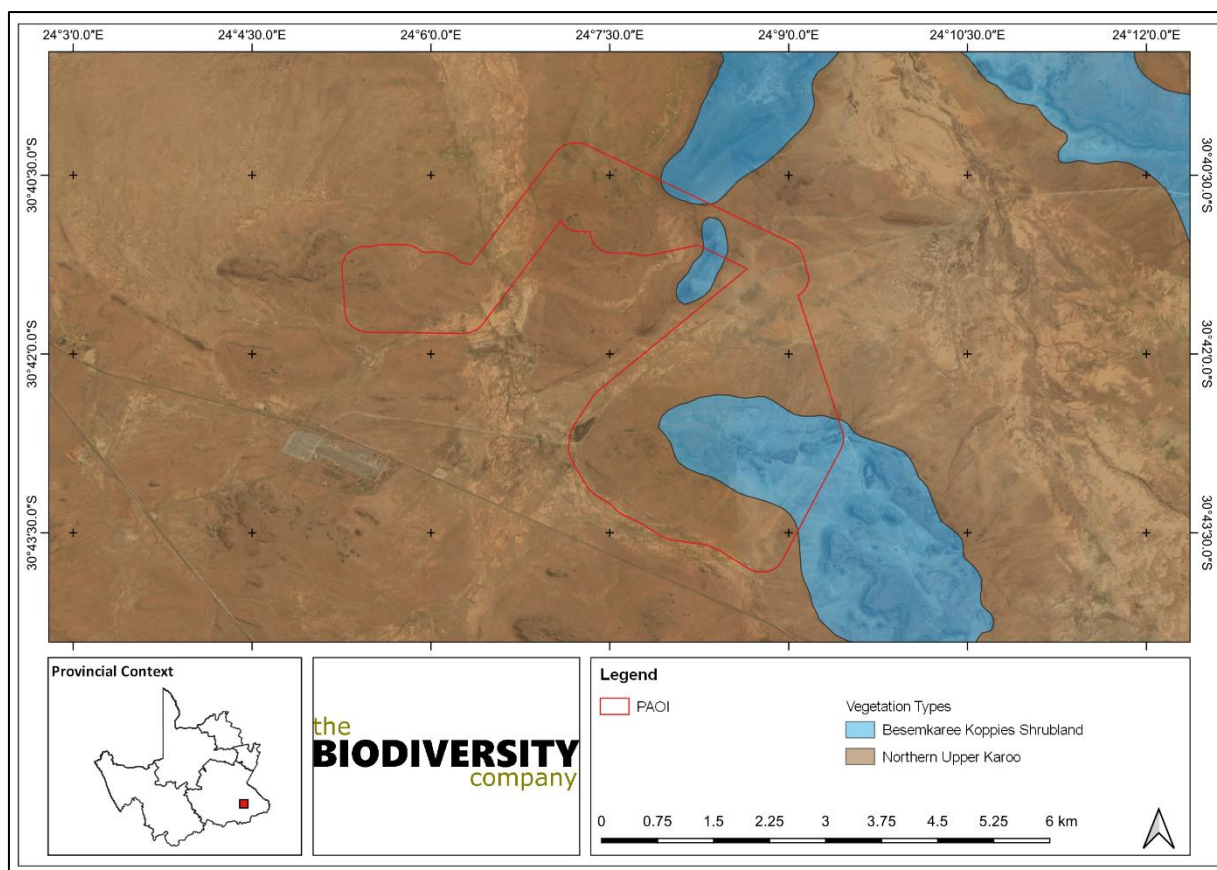 24°3'0.0"E 24°4'30.0"E 24°6'0.0"E 24°7'30.0"E 24°9'0.0"E 24°10'30.0"E 24°12'0.0"E
30°40'30.0"S 30°40'30.0"S
30°42'0.0"S 30°42'0.0"S
30°43'30.0"S 30°43'30.0"S
Provincial Context
the
BIODIVERSITY
company
Legend
PAOI
Vegetation Types
Besemkaree Koppies Shrubland
Northern Upper Karoo
0 0.75 1.5 2.25 3 3.75 4.5 5.25 6 km